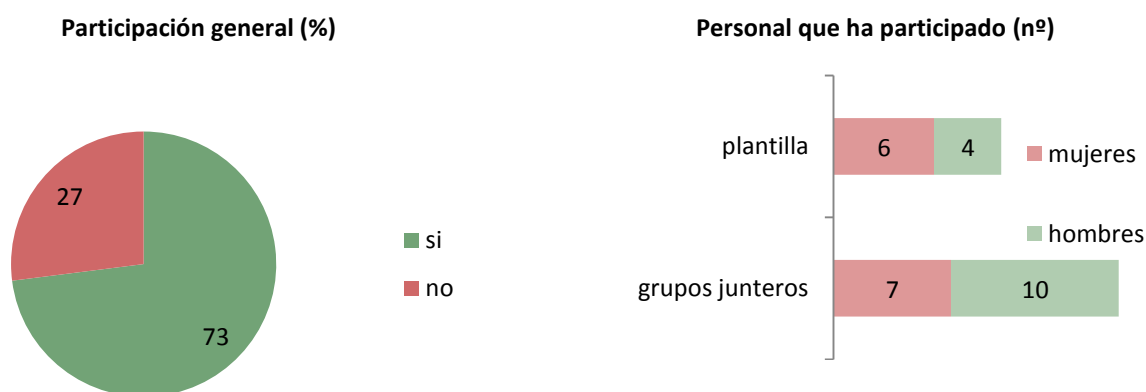 Participación general (%)
27
73
si
no
Personal que ha participado (nº)
plantilla
6 4
mujeres
hombres
grupos junteros
7 10